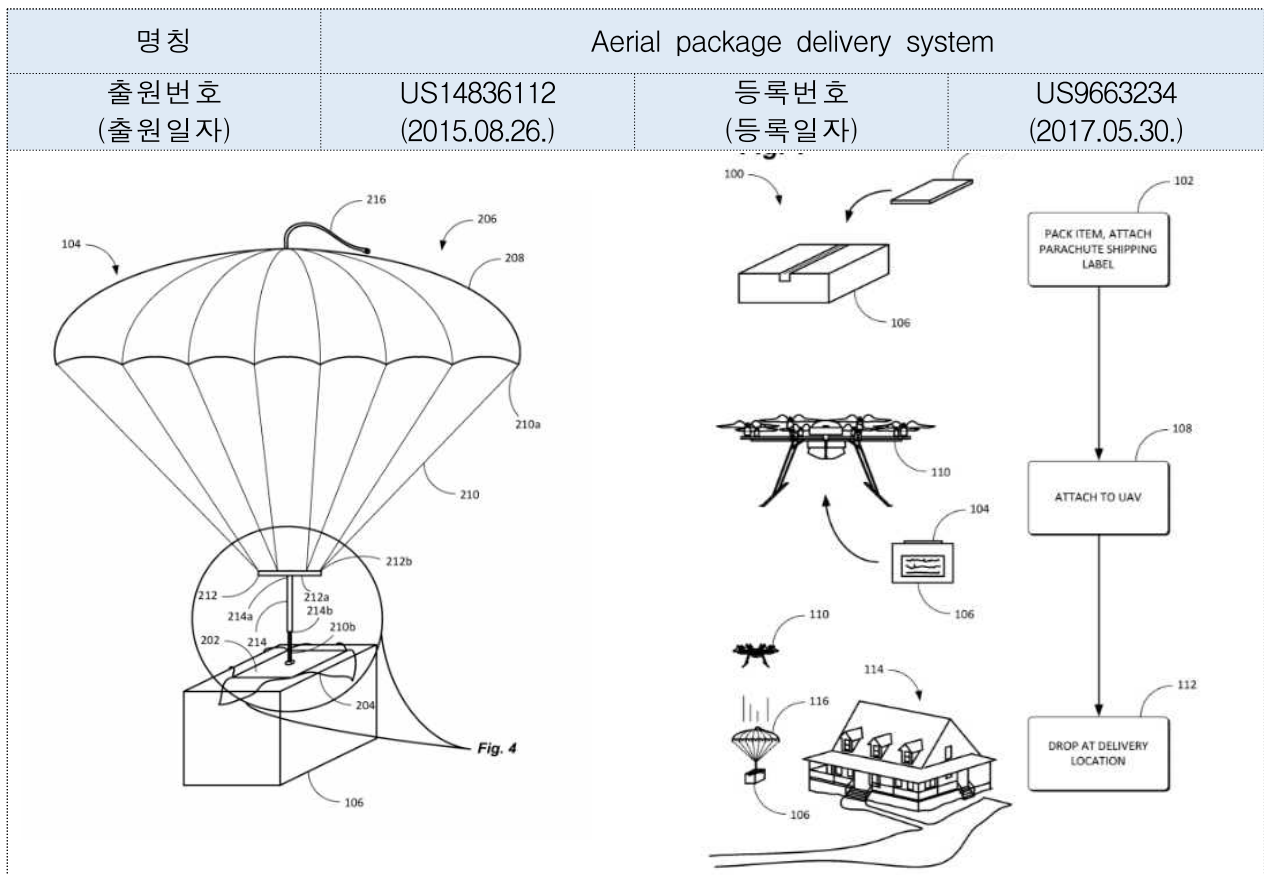 명칭
Aerial package delivery system
출원번호
(출원일자)
US14836112
(2015.08.26.)
등록번호
(등록일자)
US9663234
(2017.05.30.)
216
206
104
208
210a
210
212b
212
212a
214a
214b
210b
202
214
204
Fig. 4
106
100
106
110
104
106
110
114
116
106
102
PACK ITEM, ATTACH
PARACHUTE SHIPPING
LABEL
108
ATTACH TO UAV
112
DROP AT DELIVERY
LOCATION